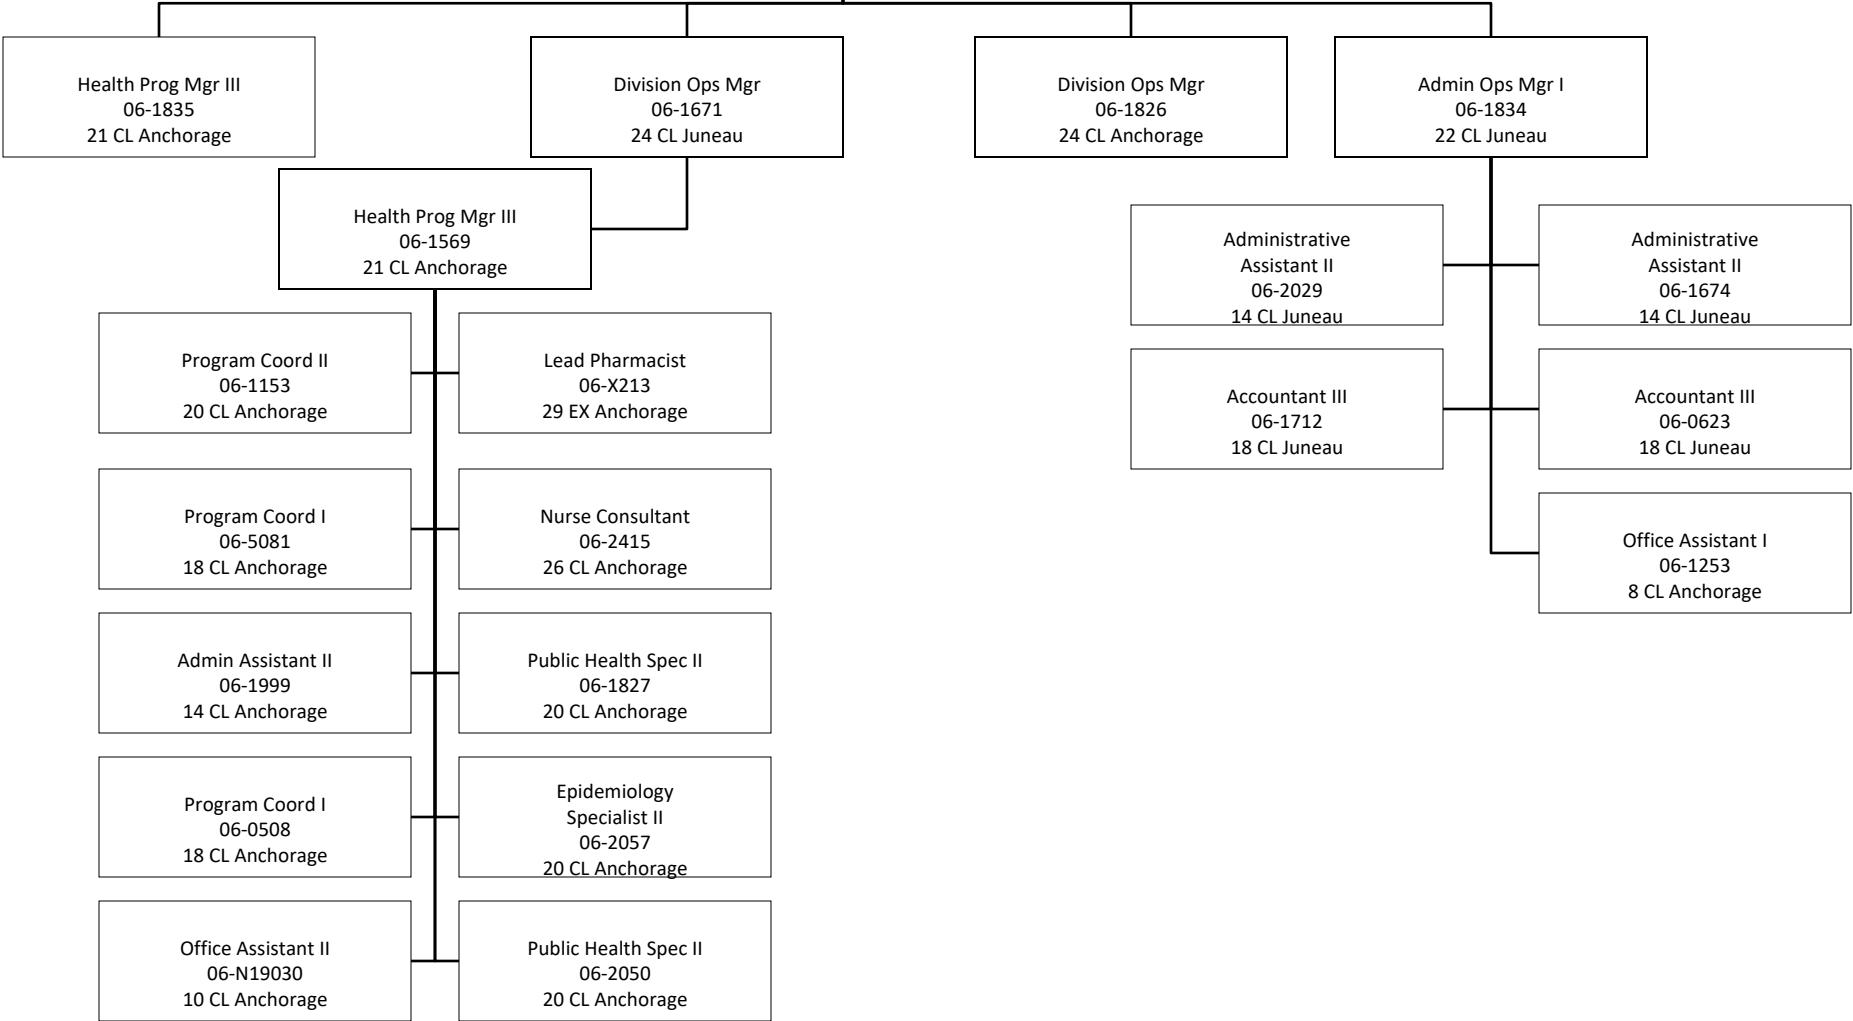 Health Prog Mgr III
06-1835
21 CL Anchorage
Division Ops Mgr
06-1671
24 CL Juneau
Division Ops Mgr
06-1826
24 CL Anchorage
Admin Ops Mgr I
06-1834
22 CL Juneau
Health Prog Mgr III
06-1569
21 CL Anchorage
Program Coord II
06-1153
20 CL Anchorage
Lead Pharmacist
06-X213
29 EX Anchorage
Program Coord I
06-5081
18 CL Anchorage
Nurse Consultant
06-2415
26 CL Anchorage
Admin Assistant II
06-1999
14 CL Anchorage
Public Health Spec II
06-1827
20 CL Anchorage
Program Coord I
06-0508
18 CL Anchorage
Epidemiology
Specialist II
06-2057
20 CL Anchorage
Office Assistant II
06-N19030
10 CL Anchorage
Public Health Spec II
06-2050
20 CL Anchorage
Administrative
Assistant II
06-2029
14 CL Juneau
Administrative
Assistant II
06-1674
14 CL Juneau
Accountant III
06-1712
18 CL Juneau
Accountant III
06-0623
18 CL Juneau
Office Assistant I
06-1253
8 CL Anchorage